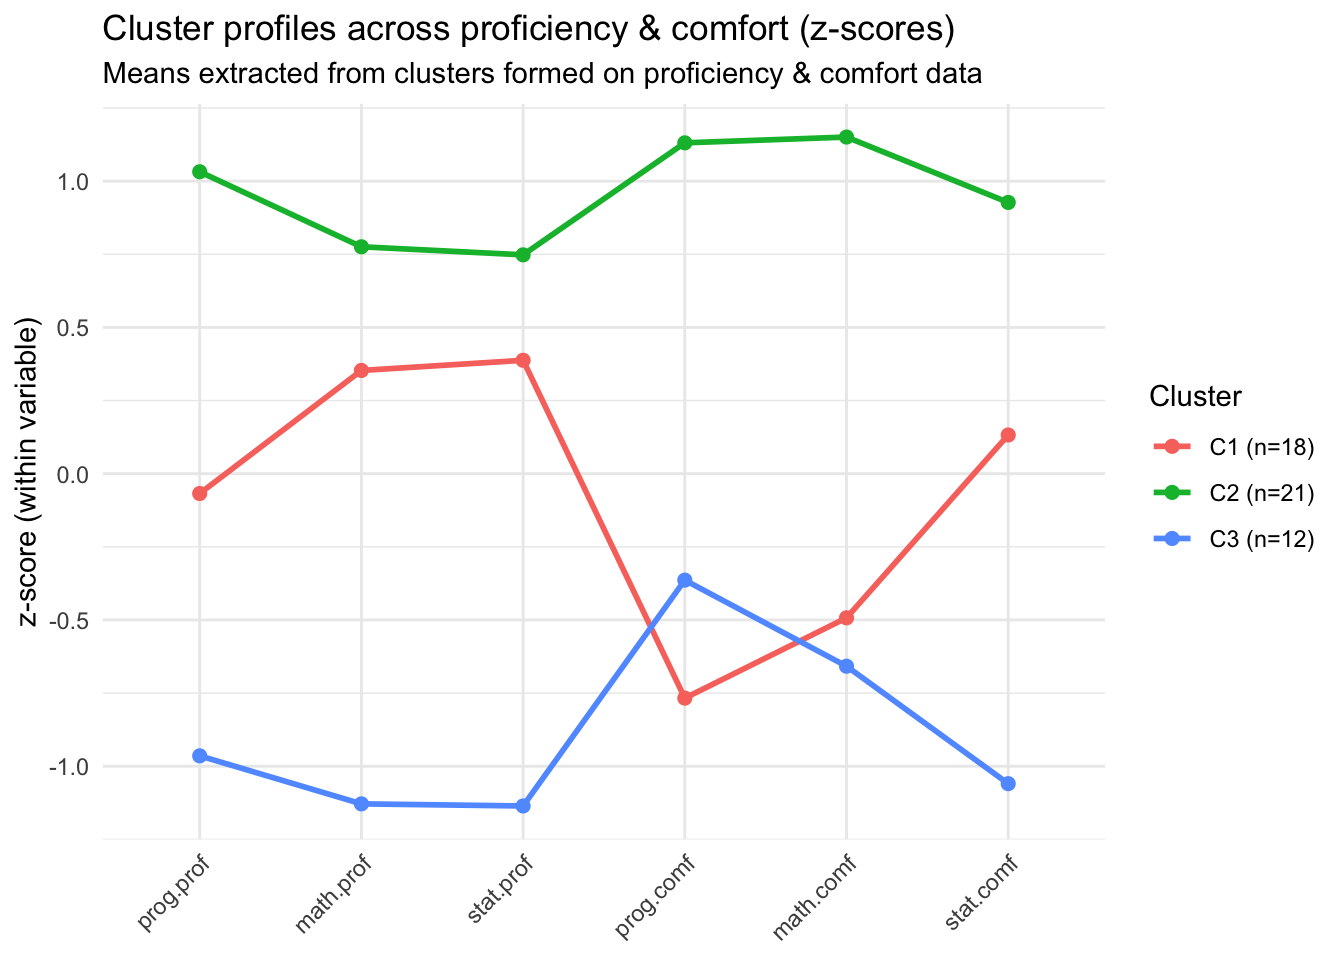 Cluster profiles across proficiency & comfort (z-scores)
Means extracted from clusters formed on proficiency & comfort data
z-score (within variable)
1.0
0.5
0.0
-0.5
-1.0
prog.prof
math.prof
stat.prof
prog.comf
math.comf
stat.comf
Cluster
C1 (n=18)
C2 (n=21)
C3 (n=12)